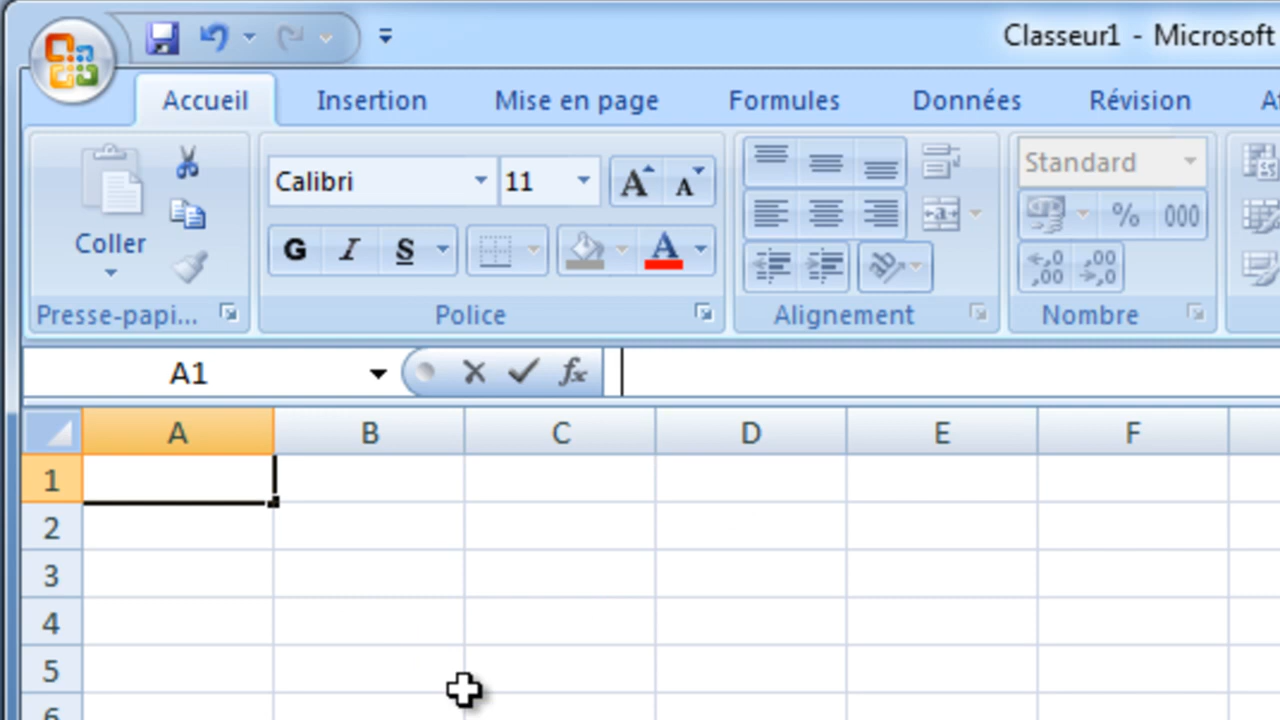 Classeur1 - Microsoft
Accueil Insertion Mise en page Formules Données Révision
Calibri 11 A A Standard
Coller G I S A % 000
Presse-papi... Police Alignement Nombre
A1 fx
A B C D E F
1
2
3
4
5
6